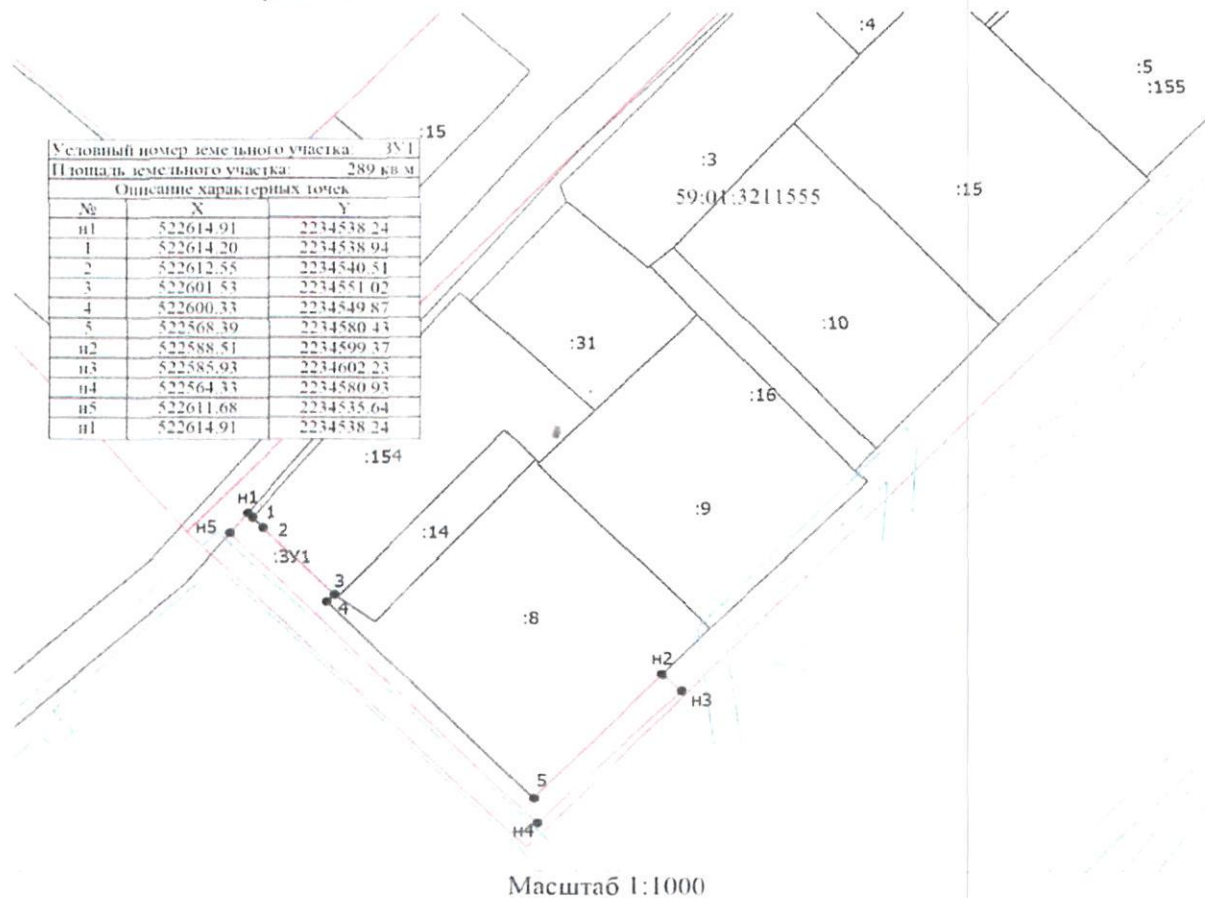 :4
:5
:155
:15
:3
59:01:3211555
:15
Условный номер земельного участка: ЗУ1
Площадь земельного участка: 289 кв м
Описание характерных точек
№ X Y
н1 522614.91 2234538.24
1 522614.20 2234538.94
2 522612.55 2234540.51
3 522601.53 2234551.02
4 522600.33 2234549.87
5 522568.39 2234580.43
н2 522588.51 2234599.37
н3 522585.93 2234602.23
н4 522564.33 2234580.93
н5 522611.68 2234535.64
н1 522614.91 2234538.24
:10
:31
:16
:154
:9
:14
н1
1
н5
2
:ЗУ1
3
4
:8
н2
н3
5
н4
Масштаб 1:1000